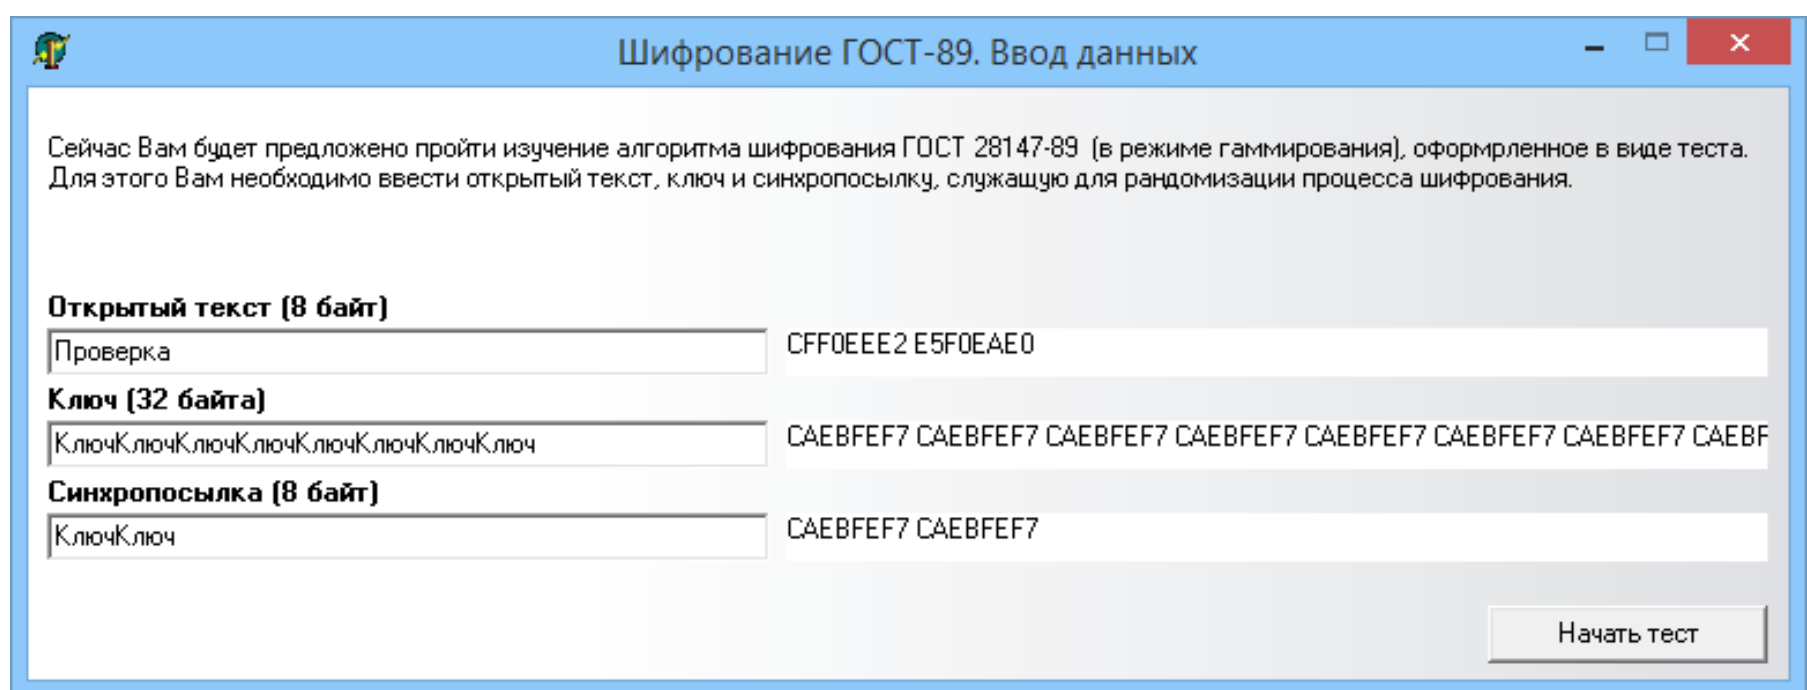 Шифрование ГОСТ-89. Ввод данных
Сейчас Вам будет предложено пройти изучение алгоритма шифрования ГОСТ 28147-89 (в режиме гаммирования), оформрленное в виде теста.
Для этого Вам необходимо ввести открытый текст, ключ и синхропосылку, служащую для рандомизации процесса шифрования.
Открытый текст (8 байт)
Проверка CFF0EEE2 E5F0EAE0
Ключ (32 байта)
КлючКлючКлючКлючКлючКлючКлючКлюч CAEBFEF7 CAEBFEF7 CAEBFEF7 CAEBFEF7 CAEBFEF7 CAEBFEF7 CAEBFEF7 CAEBF
Синхропосылка (8 байт)
КлючКлюч CAEBFEF7 CAEBFEF7
Начать тест